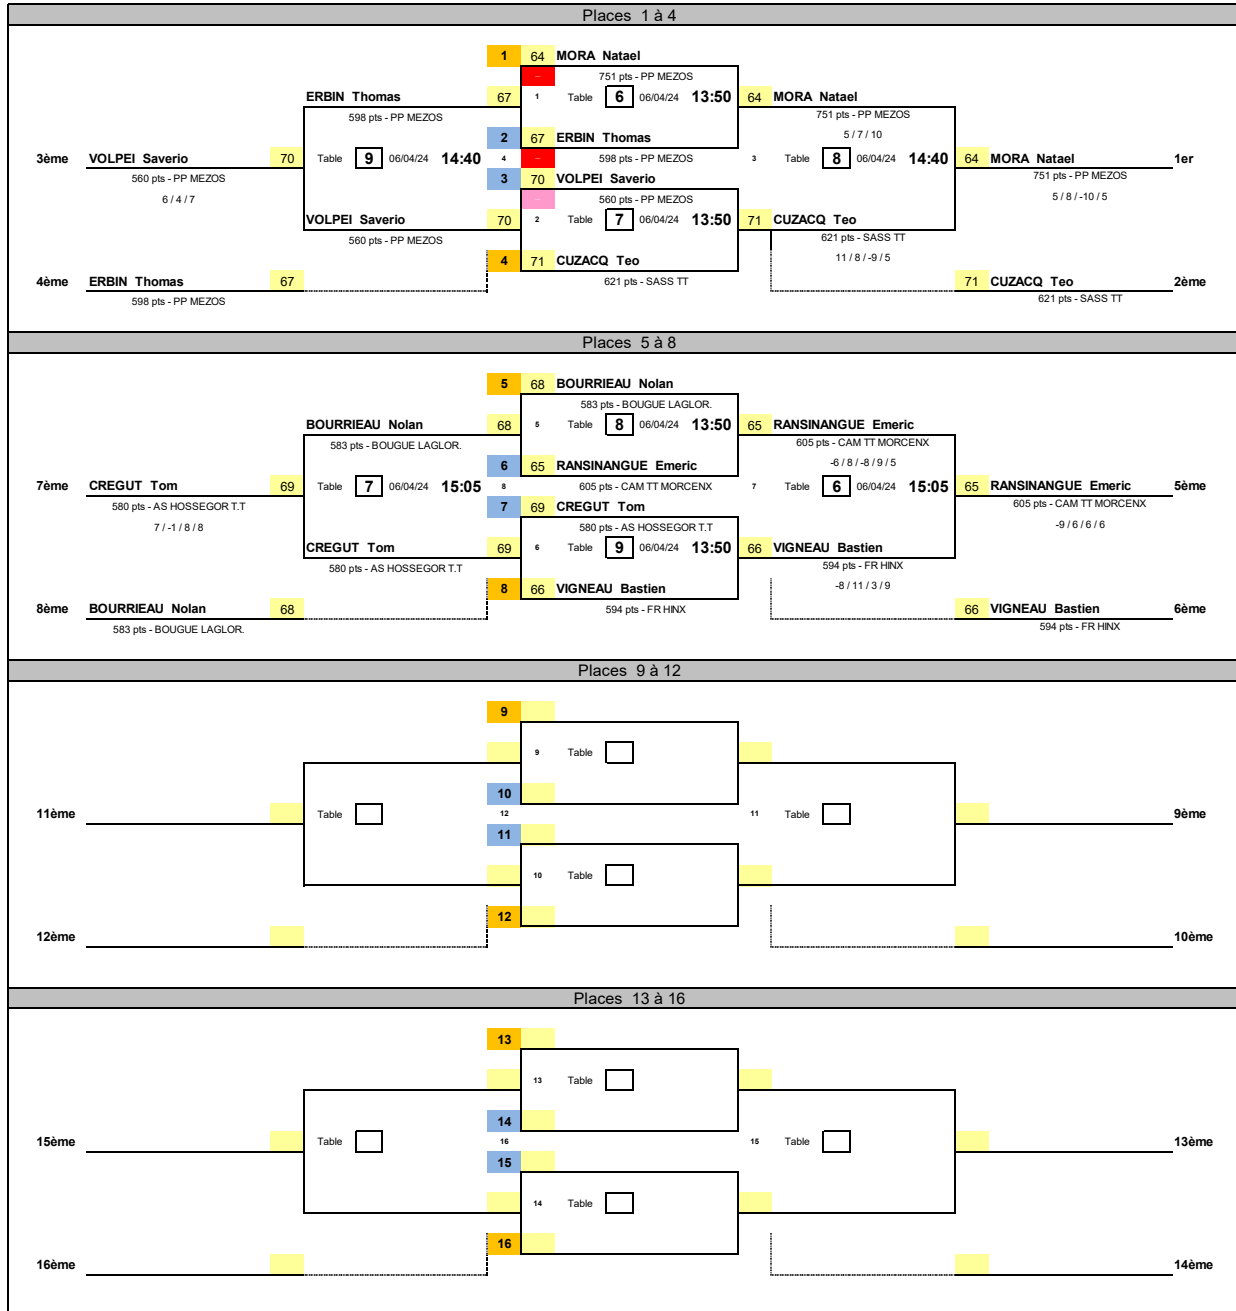 Places 1 à 4
1 64 MORA Natael
– 751 pts - PP MEZOS
ERBIN Thomas 67 1 Table 6 06/04/24 13:50 64 MORA Natael
598 pts - PP MEZOS 751 pts - PP MEZOS
2 67 ERBIN Thomas 5 / 7 / 10
3ème VOLPEI Saverio 70 Table 9 06/04/24 14:40 4 – 598 pts - PP MEZOS 3 Table 8 06/04/24 14:40 64 MORA Natael 1er
560 pts - PP MEZOS 3 70 VOLPEI Saverio 751 pts - PP MEZOS
6 / 4 / 7 – 560 pts - PP MEZOS 5 / 8 / -10 / 5
VOLPEI Saverio 70 2 Table 7 06/04/24 13:50 71 CUZACQ Teo
560 pts - PP MEZOS 621 pts - SASS TT
4 71 CUZACQ Teo 11 / 8 / -9 / 5
4ème ERBIN Thomas 67 621 pts - SASS TT 71 CUZACQ Teo 2ème
598 pts - PP MEZOS 621 pts - SASS TT
Places 5 à 8
5 68 BOURRIEAU Nolan
583 pts - BOUGUE LAGLOR.
BOURRIEAU Nolan 68 5 Table 8 06/04/24 13:50 65 RANSINANGUE Emeric
583 pts - BOUGUE LAGLOR. 605 pts - CAM TT MORCENX
6 65 RANSINANGUE Emeric -6 / 8 / -8 / 9 / 5
7ème CREGUT Tom 69 Table 7 06/04/24 15:05 8 605 pts - CAM TT MORCENX 7 Table 6 06/04/24 15:05 65 RANSINANGUE Emeric 5ème
580 pts - AS HOSSEGOR T.T 7 69 CREGUT Tom 605 pts - CAM TT MORCENX
7 / -1 / 8 / 8 580 pts - AS HOSSEGOR T.T -9 / 6 / 6 / 6
CREGUT Tom 69 6 Table 9 06/04/24 13:50 66 VIGNEAU Bastien
580 pts - AS HOSSEGOR T.T 594 pts - FR HINX
8 66 VIGNEAU Bastien -8 / 11 / 3 / 9
8ème BOURRIEAU Nolan 68 594 pts - FR HINX 66 VIGNEAU Bastien 6ème
583 pts - BOUGUE LAGLOR. 594 pts - FR HINX
Places 9 à 12
9
9 Table
10
11ème Table 12 11 Table 9ème
11
10 Table
12
12ème 10ème
Places 13 à 16
13
13 Table
14
15ème Table 16 15 Table 13ème
15
14 Table
16
16ème 14ème